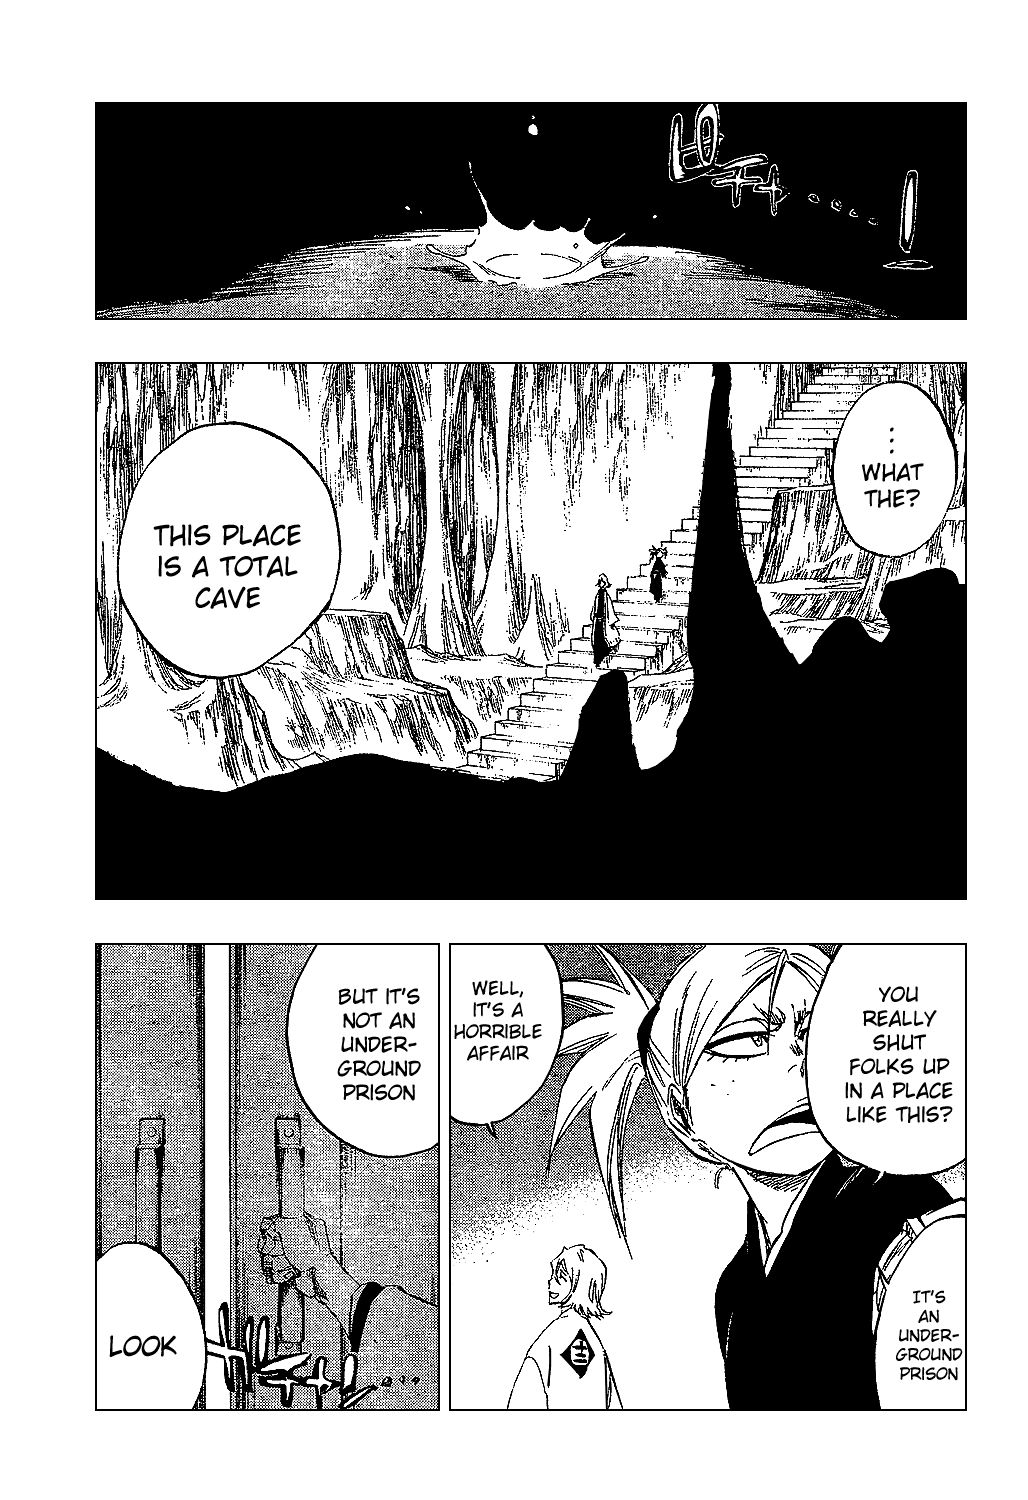 ...
WHAT
THE?
THIS PLACE
IS A TOTAL
CAVE
YOU
REALLY
SHUT
FOLKS UP
IN A PLACE
LIKE THIS?
IT'S
AN
UNDER-
GROUND
PRISON
WELL,
IT'S A
HORRIBLE
AFFAIR
BUT IT'S
NOT AN
UNDER-
GROUND
PRISON
LOOK